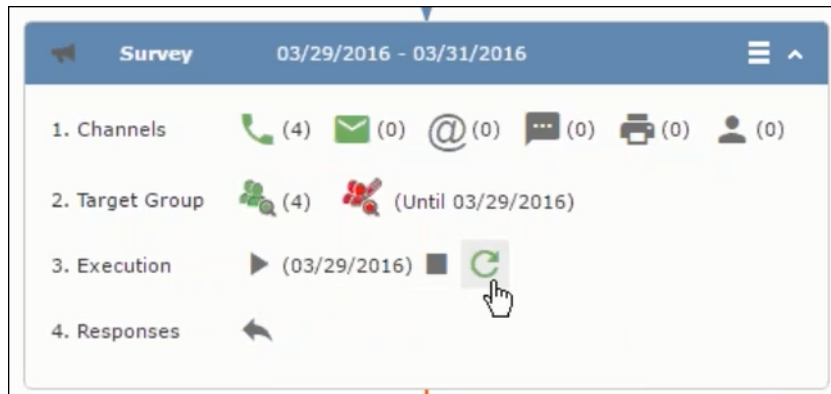 Survey 03/29/2016 - 03/31/2016
1. Channels (4) (0) @ (0) (0) (0) (0)
2. Target Group (4) (Until 03/29/2016)
3. Execution (03/29/2016)
4. Responses